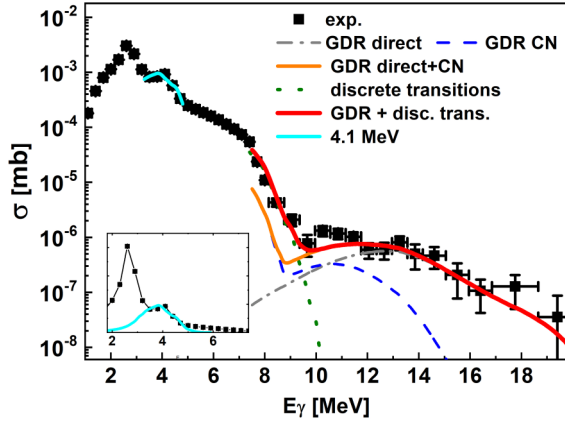 exp.
GDR direct
GDR CN
GDR direct+CN
discrete transitions
GDR + disc. trans.
4.1 MeV
σ [mb]
10⁻²
10⁻³
10⁻⁴
10⁻⁵
10⁻⁶
10⁻⁷
10⁻⁸
2 4 6
2 4 6 8 10 12 14 16 18
Eγ [MeV]